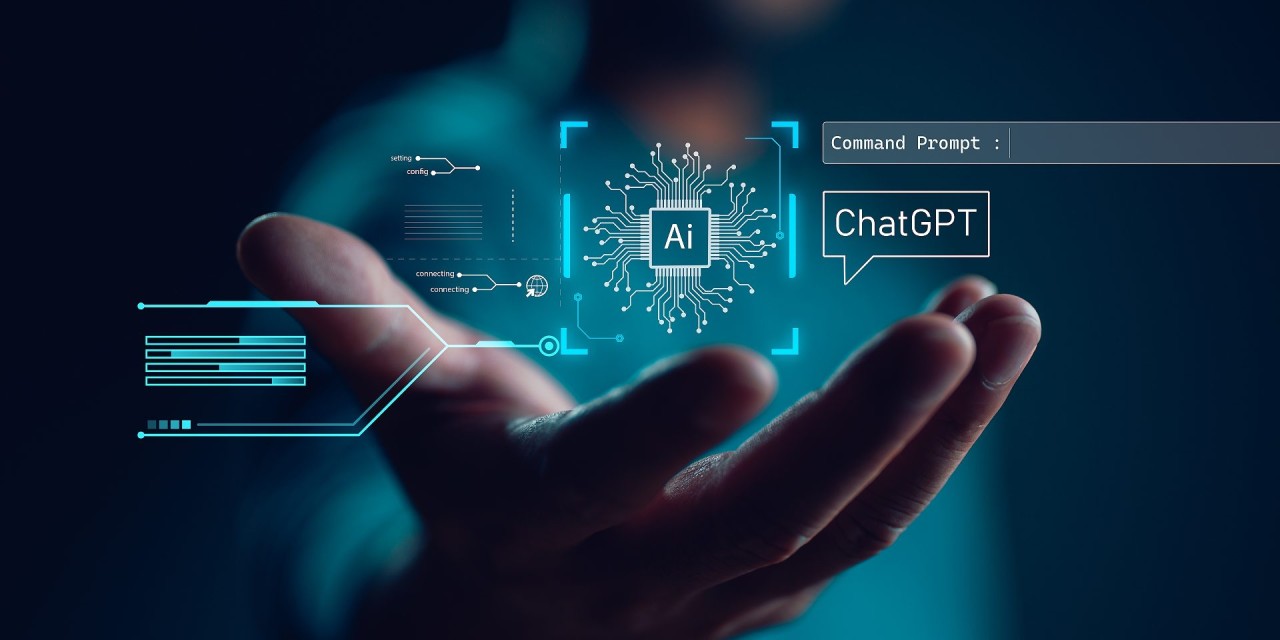 setting
config
connecting
connecting
Ai
Command Prompt :
ChatGPT